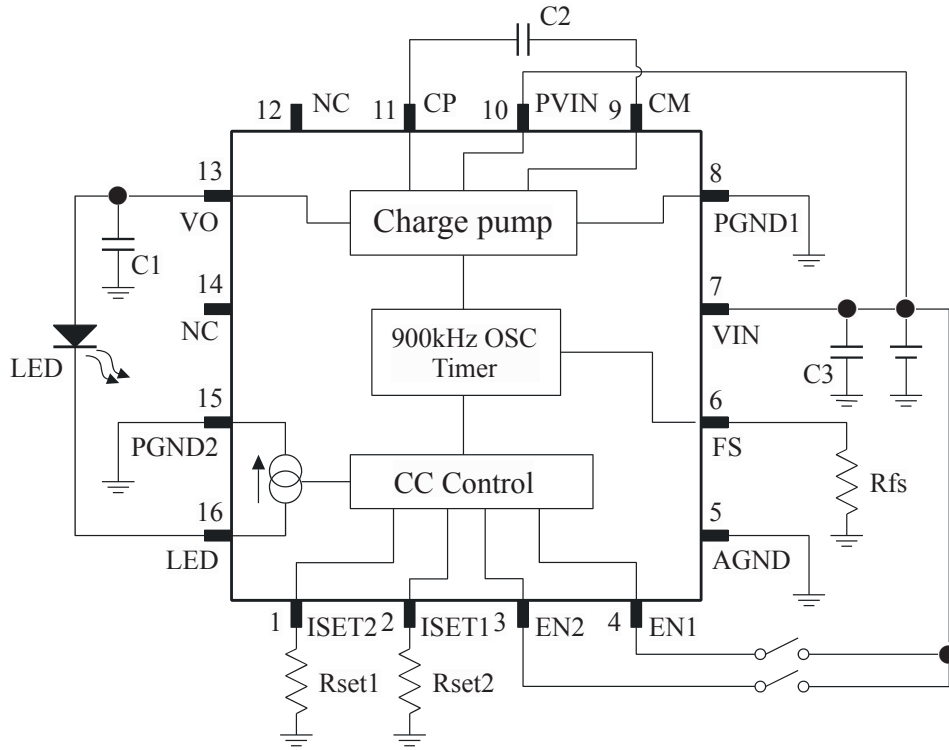 C2
12 NC 11 CP 10 PVIN 9 CM
13
VO
C1
14
NC
LED
15
PGND2
16
LED
Charge pump
900kHz OSC
Timer
CC Control
8
PGND1
7
VIN
C3
6
FS
Rfs
5
AGND
1 ISET2 2 ISET1 3 EN2 4 EN1
Rset1 Rset2